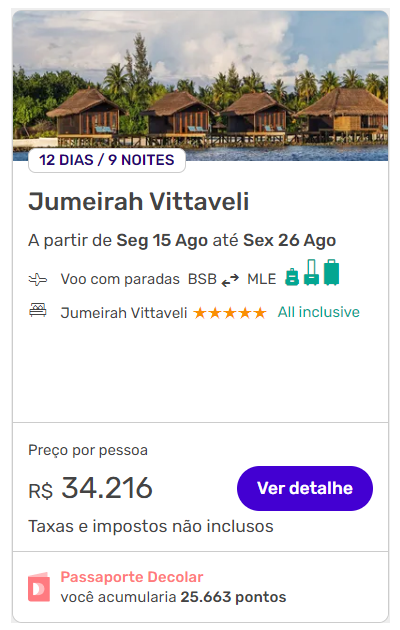 12 DIAS / 9 NOITES
Jumeirah Vittaveli
A partir de Seg 15 Ago até Sex 26 Ago
Voo com paradas BSB MLE
Jumeirah Vittaveli All inclusive
Preço por pessoa
R$ 34.216
Ver detalhe
Taxas e impostos não inclusos
Passaporte Decolar
você acumularia 25.663 pontos